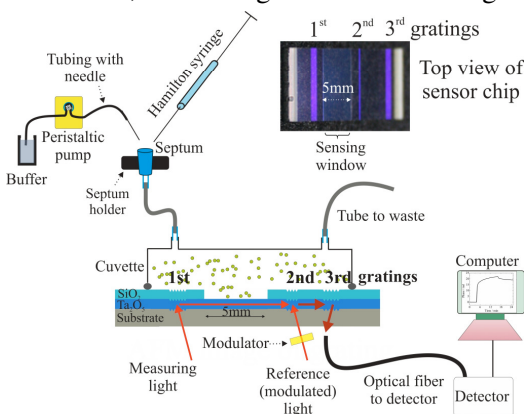 1st 2nd 3rd gratings
Tubing with
needle
Hamilton syringe
Top view of
sensor chip
5mm
Peristaltic
pump
Septum
Sensing
window
Buffer
Septum
holder
Tube to waste
Cuvette
Computer
1st 2nd 3rd gratings
SiO2
Ta2O5
Substrate
5mm
Modulator
Measuring
light
Reference
(modulated)
light
Optical fiber
to detector
Detector